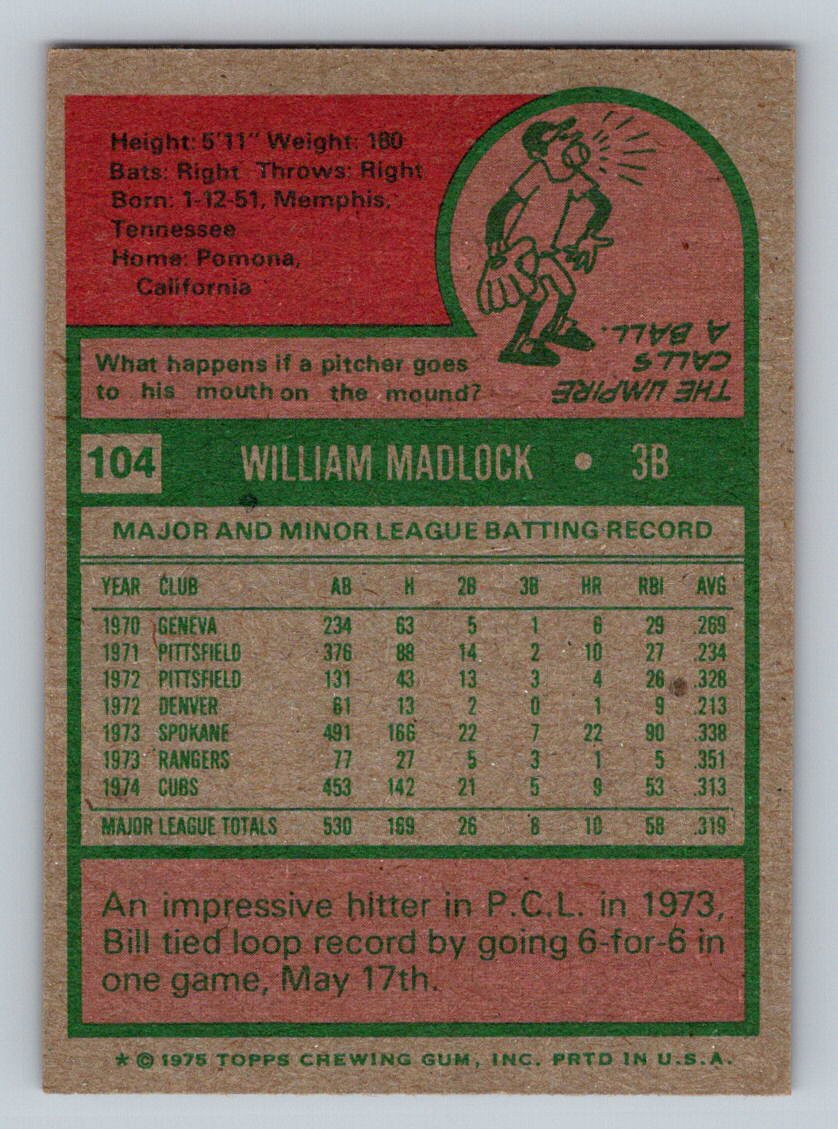 Height: 5'11" Weight: 180
Bats: Right Throws: Right
Born: 1-12-51, Memphis,
Tennessee
Home: Pomona,
California
What happens if a pitcher goes
to his mouth on the mound?
THE UMPIRE
CALLS
A BALL.
104 WILLIAM MADLOCK • 3B
MAJOR AND MINOR LEAGUE BATTING RECORD
YEAR CLUB AB H 2B 3B HR RBI AVG
1970 GENEVA 234 63 5 1 6 29 .269
1971 PITTSFIELD 376 88 14 2 10 27 .234
1972 PITTSFIELD 131 43 13 3 4 26 .328
1972 DENVER 61 13 2 0 1 9 .213
1973 SPOKANE 491 166 22 7 22 90 .338
1973 RANGERS 77 27 5 3 1 5 .351
1974 CUBS 453 142 21 5 9 53 .313
MAJOR LEAGUE TOTALS 530 169 26 8 10 58 .319
An impressive hitter in P.C.L. in 1973,
Bill tied loop record by going 6-for-6 in
one game, May 17th.
* © 1975 TOPPS CHEWING GUM, INC. PRTD IN U.S.A.